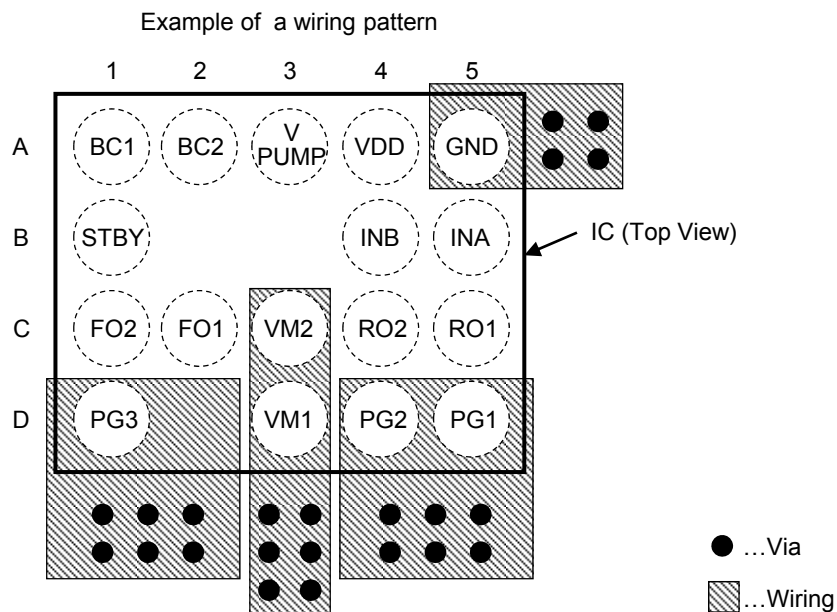 Example of a wiring pattern
1 2 3 4 5
A BC1 BC2 V PUMP VDD GND
B STBY INB INA
IC (Top View)
C FO2 FO1 VM2 RO2 RO1
D PG3 VM1 PG2 PG1
…Via
…Wiring